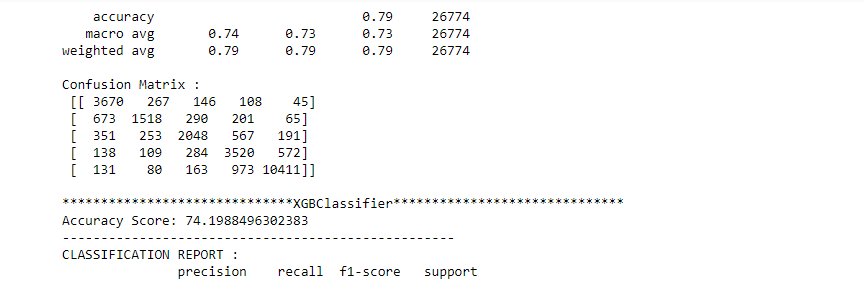 accuracy 0.79 26774
macro avg 0.74 0.73 0.73 26774
weighted avg 0.79 0.79 0.79 26774
Confusion Matrix :
[[ 3670 267 146 108 45]
[ 673 1518 290 201 65]
[ 351 253 2048 567 191]
[ 138 109 284 3520 572]
[ 131 80 163 973 10411]]
******************************XGBClassifier******************************
Accuracy Score: 74.1988496302383
---------------------------------------------------
CLASSIFICATION REPORT :
precision recall f1-score support